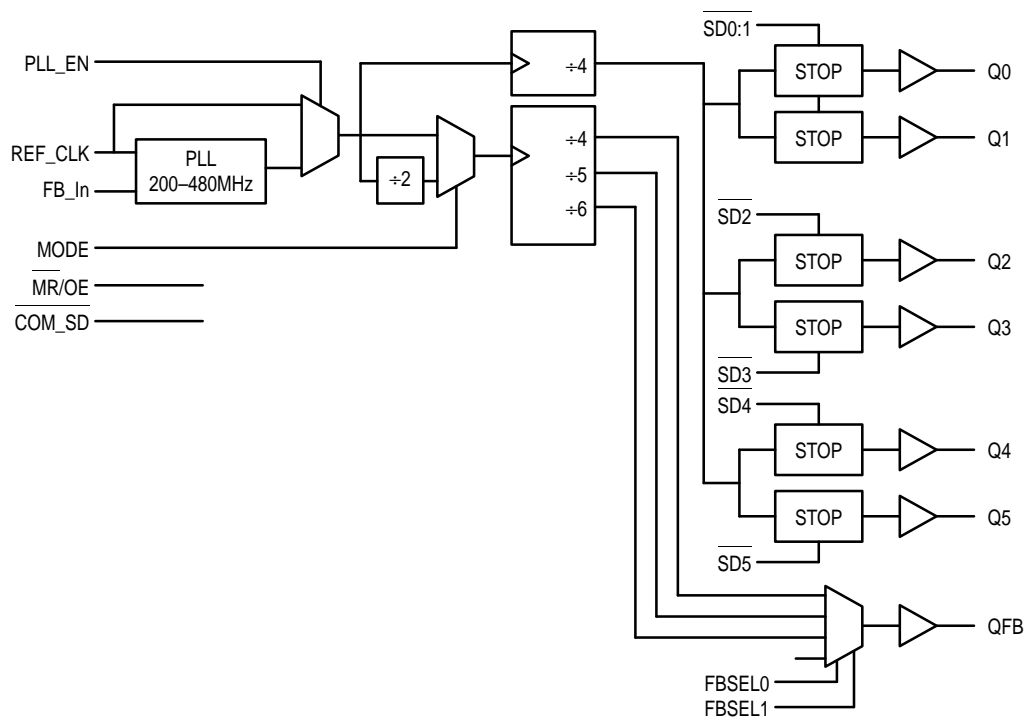 PLL_EN
REF_CLK
PLL
200–480MHz
FB_In
MODE
MR/OE
COM_SD
÷2
÷4
÷4
÷5
÷6
SD0:1
STOP
Q0
STOP
Q1
SD2
STOP
Q2
STOP
Q3
SD3
SD4
STOP
Q4
STOP
Q5
SD5
QFB
FBSEL0
FBSEL1